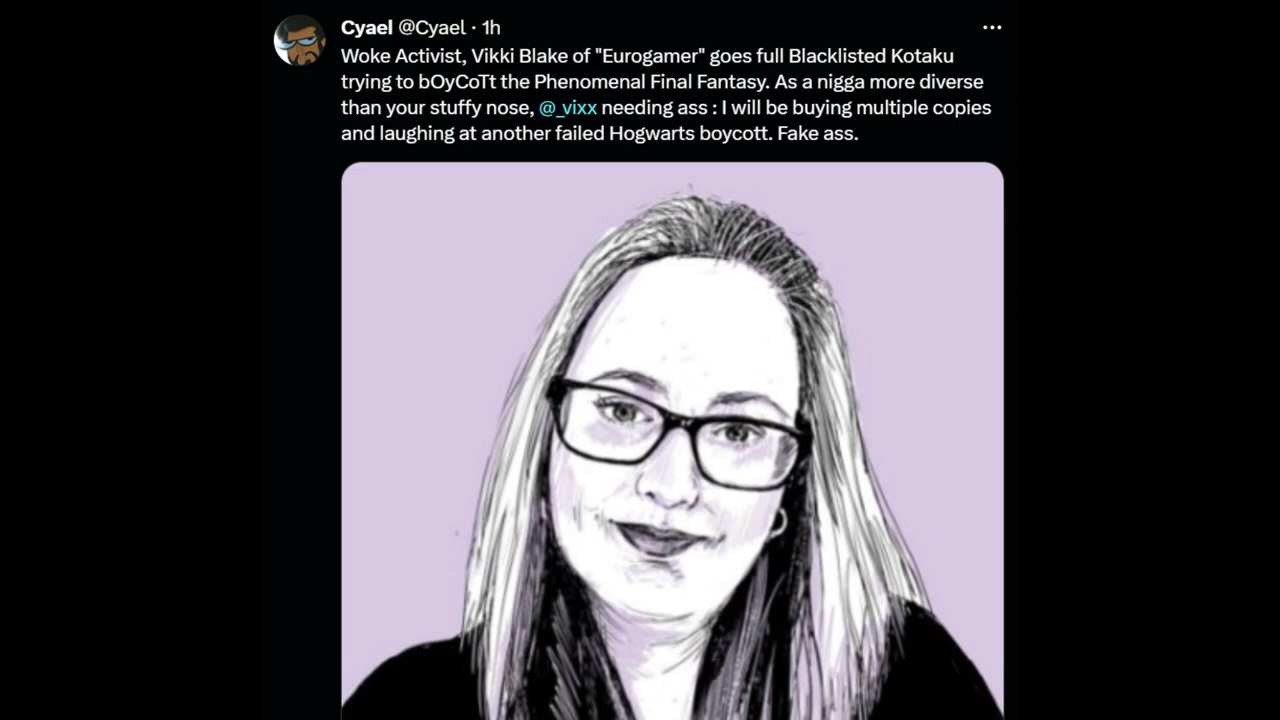 Cyael @Cyael · 1h
Woke Activist, Vikki Blake of "Eurogamer" goes full Blacklisted Kotaku
trying to bOyCoTt the Phenomenal Final Fantasy. As a nigga more diverse
than your stuffy nose, @_vixx needing ass : I will be buying multiple copies
and laughing at another failed Hogwarts boycott. Fake ass.